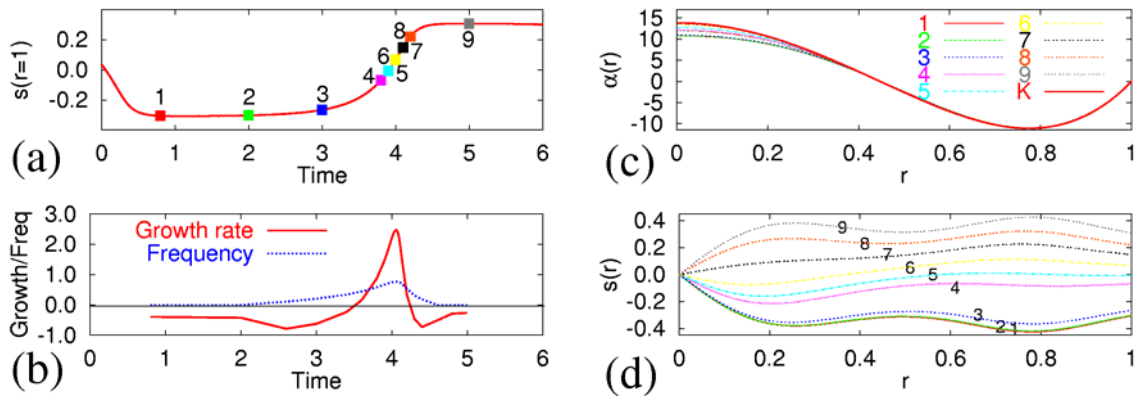 s(r=1)
0.2
0.0
-0.2
1 2 3 4 5 6 7 8 9
0 1 2 3 4 5 6
Time
(a)
α(r)
15
10
5
0
-5
-10
1
2
3
4
5
6
7
8
9
K
0 0.2 0.4 0.6 0.8 1
r
(c)
Growth/Freq
3.0
2.0
1.0
0.0
-1.0
Growth rate
Frequency
0 1 2 3 4 5 6
Time
(b)
s(r)
0.4
0.2
0.0
-0.2
-0.4
9
8
7
6
5
4
3
2 1
0 0.2 0.4 0.6 0.8 1
r
(d)